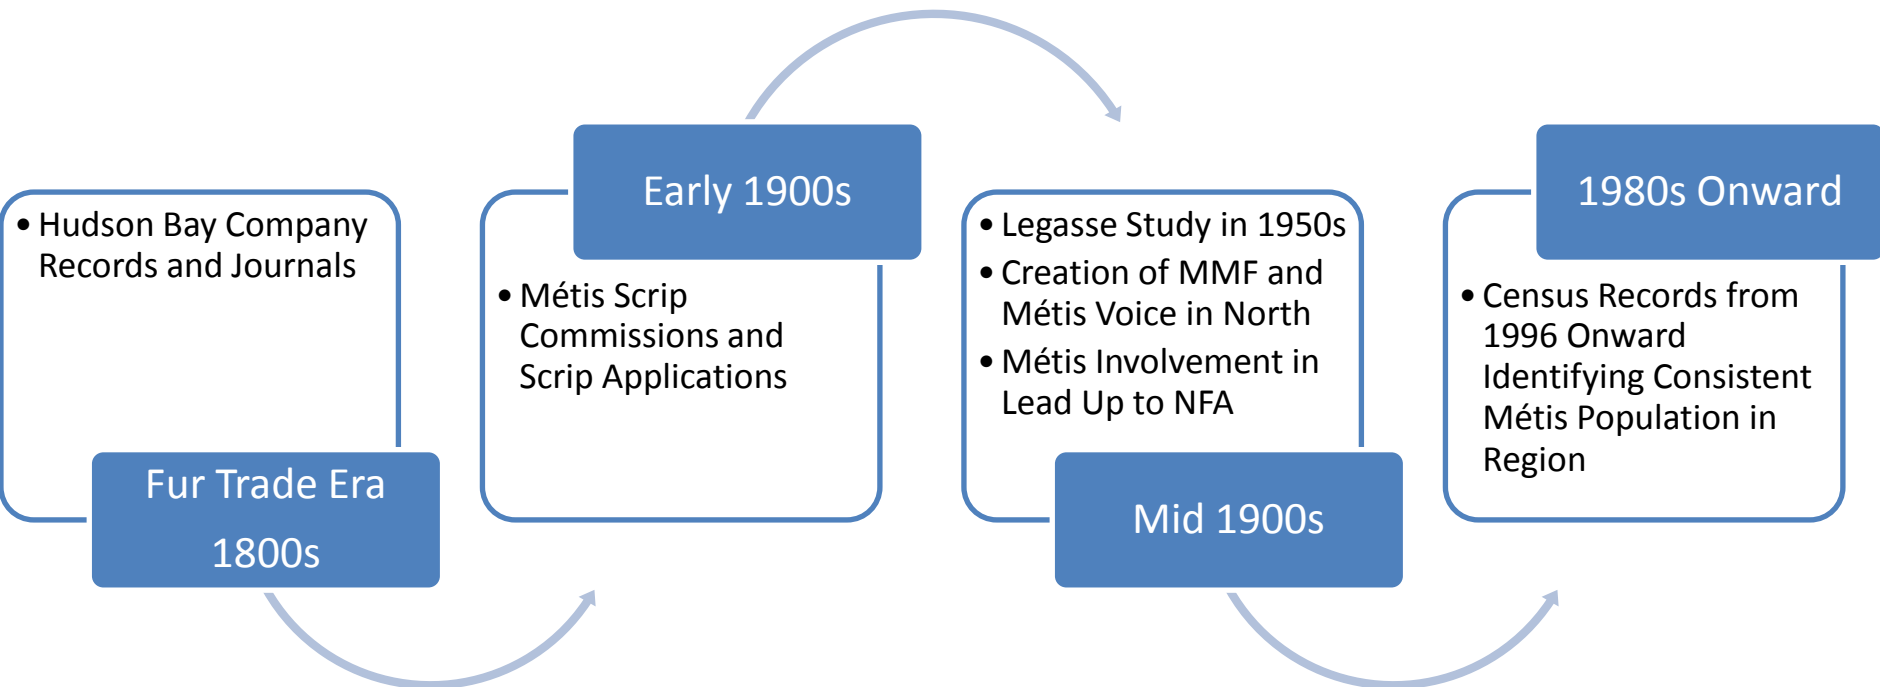 • Hudson Bay Company
Records and Journals
Fur Trade Era
1800s
Early 1900s
• Métis Scrip
Commissions and
Scrip Applications
• Legasse Study in 1950s
• Creation of MMF and
Métis Voice in North
• Métis Involvement in
Lead Up to NFA
Mid 1900s
1980s Onward
• Census Records from
1996 Onward
Identifying Consistent
Métis Population in
Region